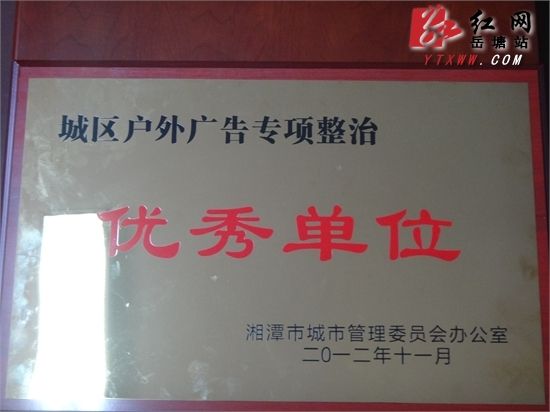 红网
岳塘站
YTXWW.COM
城区户外广告专项整治
优秀单位
湘潭市城市管理委员会办公室
二0一二年十一月